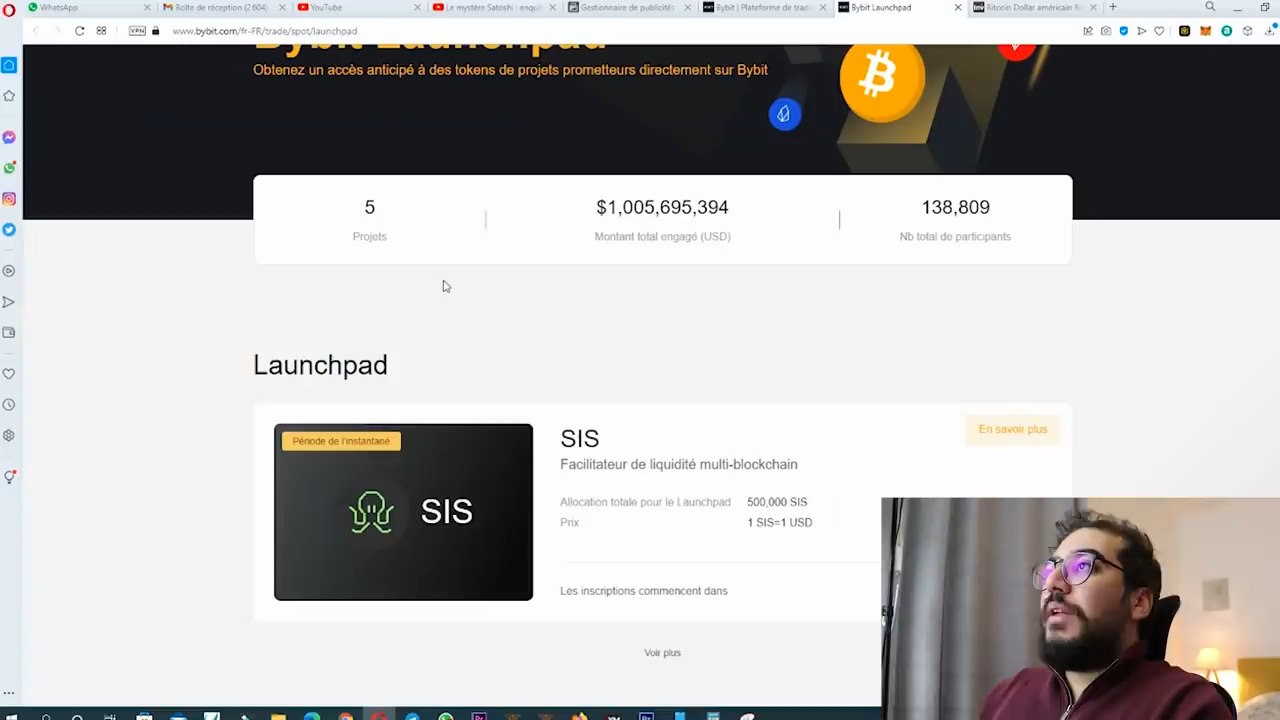 WhatsApp
Boîte de réception (2 604)
YouTube
Le mystère Satoshi : enqu
Gestionnaire de publicités
Bybit | Plateforme de tradi
Bybit Launchpad
Bitcoin Dollar américain B
VPN
www.bybit.com/fr-FR/trade/spot/launchpad
Bybit Launchpad
Obtenez un accès anticipé à des tokens de projets prometteurs directement sur Bybit
5
$1,005,695,394
138,809
Projets
Montant total engagé (USD)
Nb total de participants
Launchpad
Période de l'instantané
SIS
SIS
En savoir plus
Facilitateur de liquidité multi-blockchain
Allocation totale pour le Launchpad 500,000 SIS
Prix 1 SIS=1 USD
Les inscriptions commencent dans
Voir plus